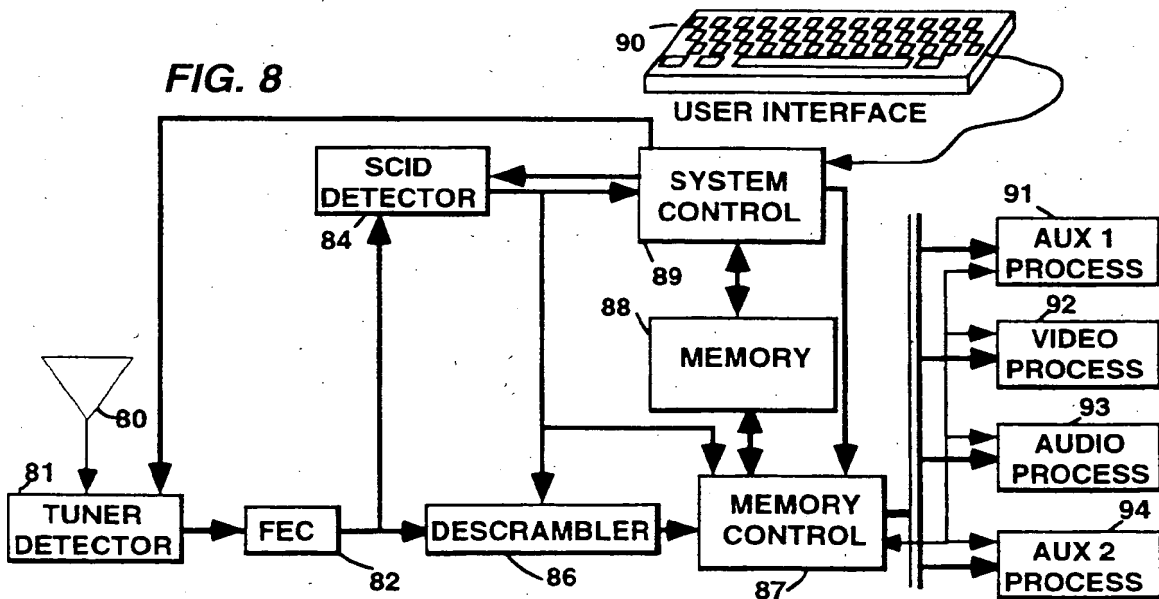 90
FIG. 8
USER INTERFACE
SCID
DETECTOR
84
SYSTEM
CONTROL
89
91
AUX 1
PROCESS
88
MEMORY
92
VIDEO
PROCESS
80
93
AUDIO
PROCESS
81
TUNER
DETECTOR
FEC
82
DESCRAMBLER
86
MEMORY
CONTROL
87
94
AUX 2
PROCESS